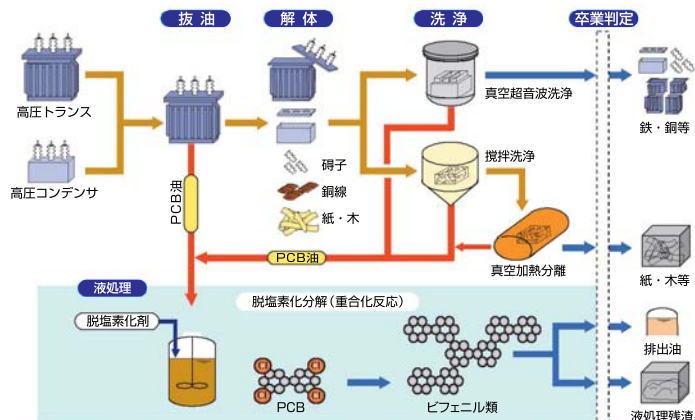 抜油
解体
洗浄
卒業判定
高圧トランス
高圧コンデンサ
PCB油
碍子
銅線
紙・木
真空超音波洗浄
撹拌洗浄
真空加熱分離
PCB油
鉄・銅等
紙・木等
液処理
脱塩素化分解(重合化反応)
脱塩素化剤
PCB
ビフェニル類
排出油
液処理残渣